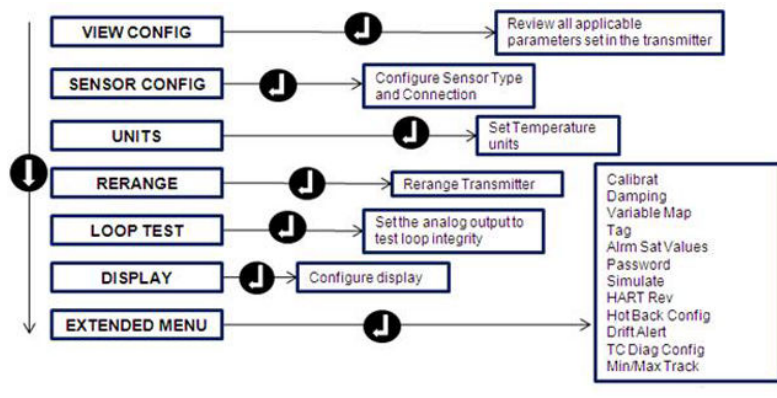 VIEW CONFIG
Review all applicable
parameters set in the transmitter
SENSOR CONFIG
Configure Sensor Type
and Connection
UNITS
Set Temperature
units
RERANGE
Rerange Transmitter
LOOP TEST
Set the analog output to
test loop integrity
DISPLAY
Configure display
EXTENDED MENU
Calibrat
Damping
Variable Map
Tag
Alrm Sat Values
Password
Simulate
HART Rev
Hot Back Config
Drift Alert
TC Diag Config
Min/Max Track